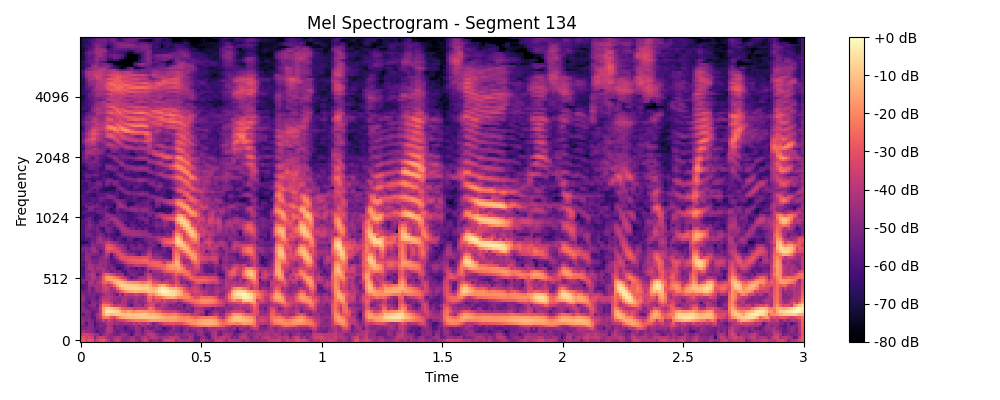 Mel Spectrogram - Segment 134
+0 dB
-10 dB
4096
-20 dB
2048
-30 dB
Frequency
-40 dB
1024
-50 dB
512
-60 dB
-70 dB
0
-80 dB
0 0.5 1 1.5 2 2.5 3
Time